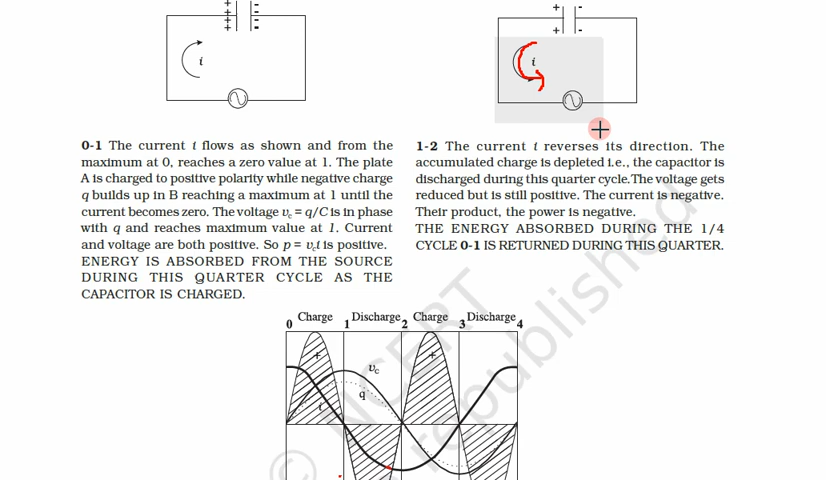 i
i
0-1 The current i flows as shown and from the
maximum at 0, reaches a zero value at 1. The plate
A is charged to positive polarity while negative charge
q builds up in B reaching a maximum at 1 until the
current becomes zero. The voltage vc = q/C is in phase
with q and reaches maximum value at 1. Current
and voltage are both positive. So p = vci is positive.
ENERGY IS ABSORBED FROM THE SOURCE
DURING THIS QUARTER CYCLE AS THE
CAPACITOR IS CHARGED.
1-2 The current i reverses its direction. The
accumulated charge is depleted i.e., the capacitor is
discharged during this quarter cycle.The voltage gets
reduced but is still positive. The current is negative.
Their product, the power is negative.
THE ENERGY ABSORBED DURING THE 1/4
CYCLE 0-1 IS RETURNED DURING THIS QUARTER.
Charge Discharge Charge Discharge
0 1 2 3 4
+ +
vc
q
i
© NCERT
republished